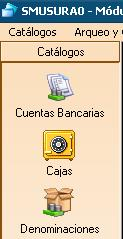 SMUSURA0 - Módu
Catálogos Arqueo y C
Catálogos
Cuentas Bancarias
Cajas
Denominaciones